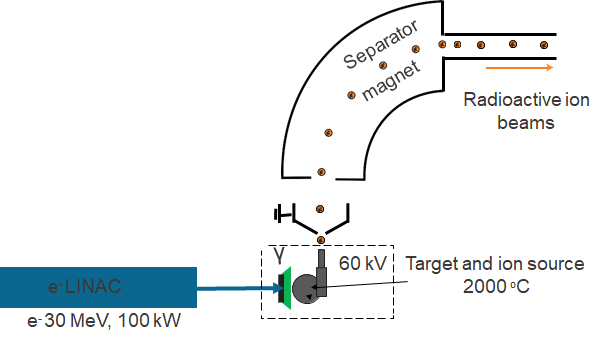 Separator
magnet
Radioactive ion
beams
γ
60 kV
Target and ion source
2000 °C
e- LINAC
e- 30 MeV, 100 kW